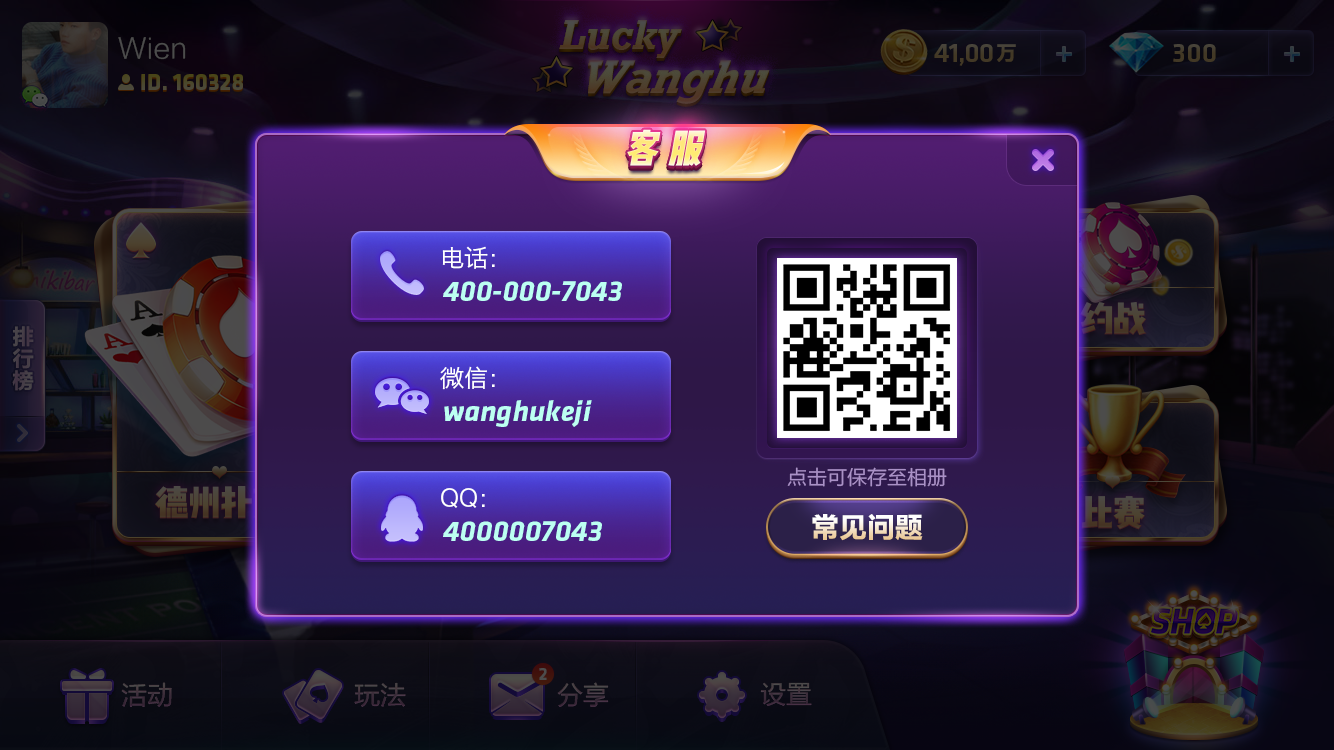 Wien
ID. 160328
Lucky
Wanghu
41,00万
+
300
+
客服
电话:
400-000-7043
微信:
wanghukeji
QQ:
4000007043
点击可保存至相册
常见问题
排行榜
A
A
德州扑
约战
比赛
SHOP
活动
玩法
2
分享
设置